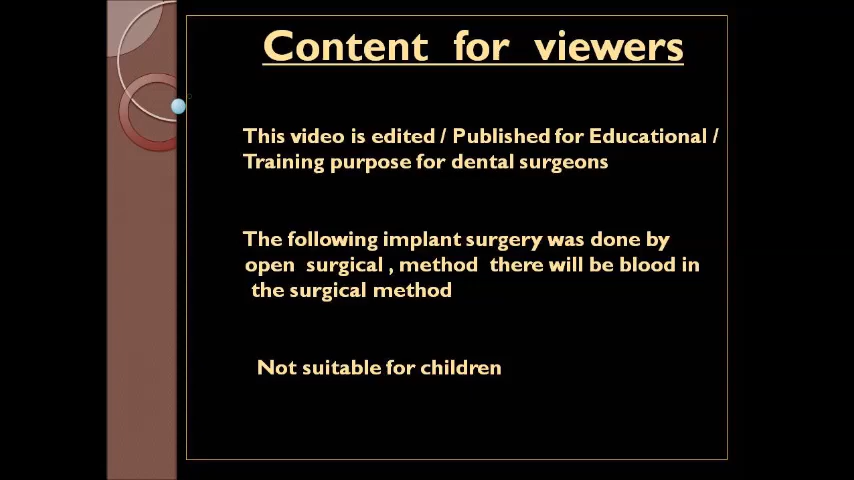 Content for viewers
This video is edited / Published for Educational /
Training purpose for dental surgeons
The following implant surgery was done by
open surgical , method there will be blood in
the surgical method
Not suitable for children